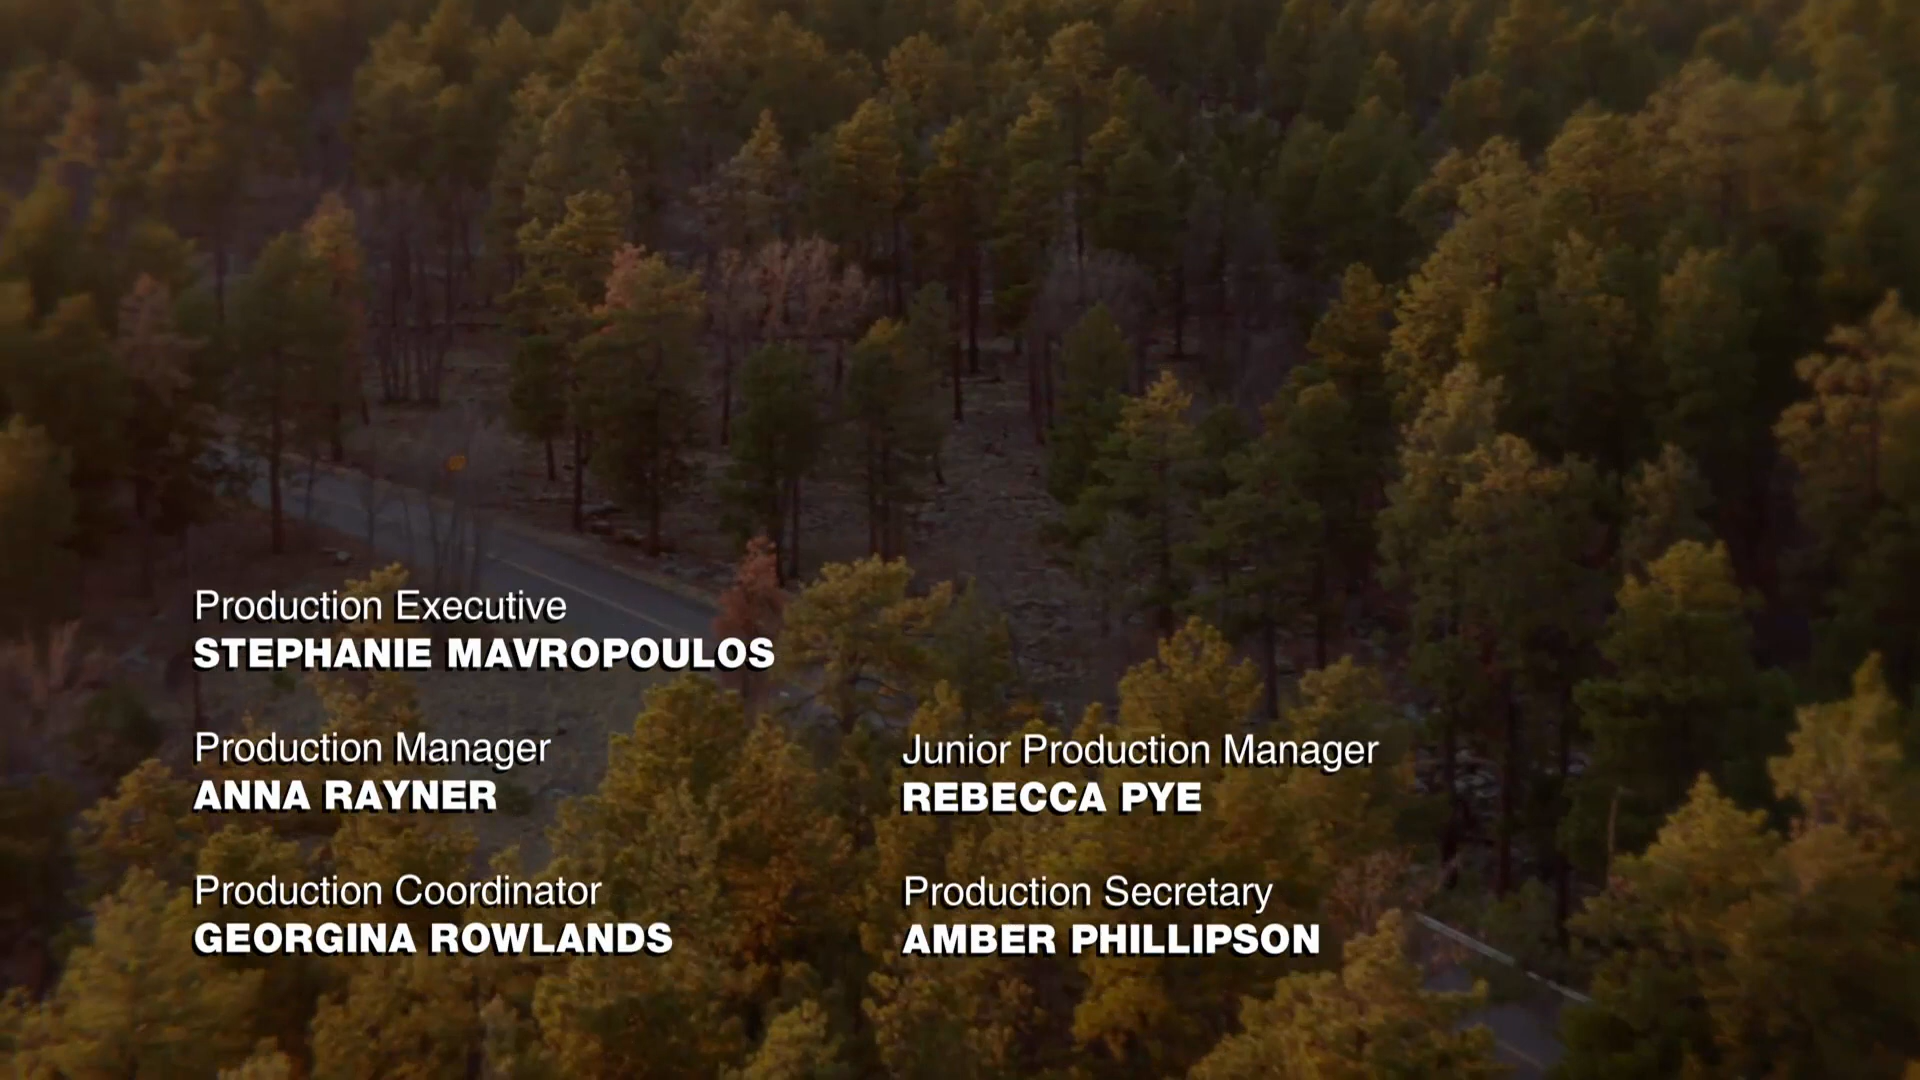 Production Executive
STEPHANIE MAVROPOULOS
Production Manager
ANNA RAYNER
Junior Production Manager
REBECCA PYE
Production Coordinator
GEORGINA ROWLANDS
Production Secretary
AMBER PHILLIPSON